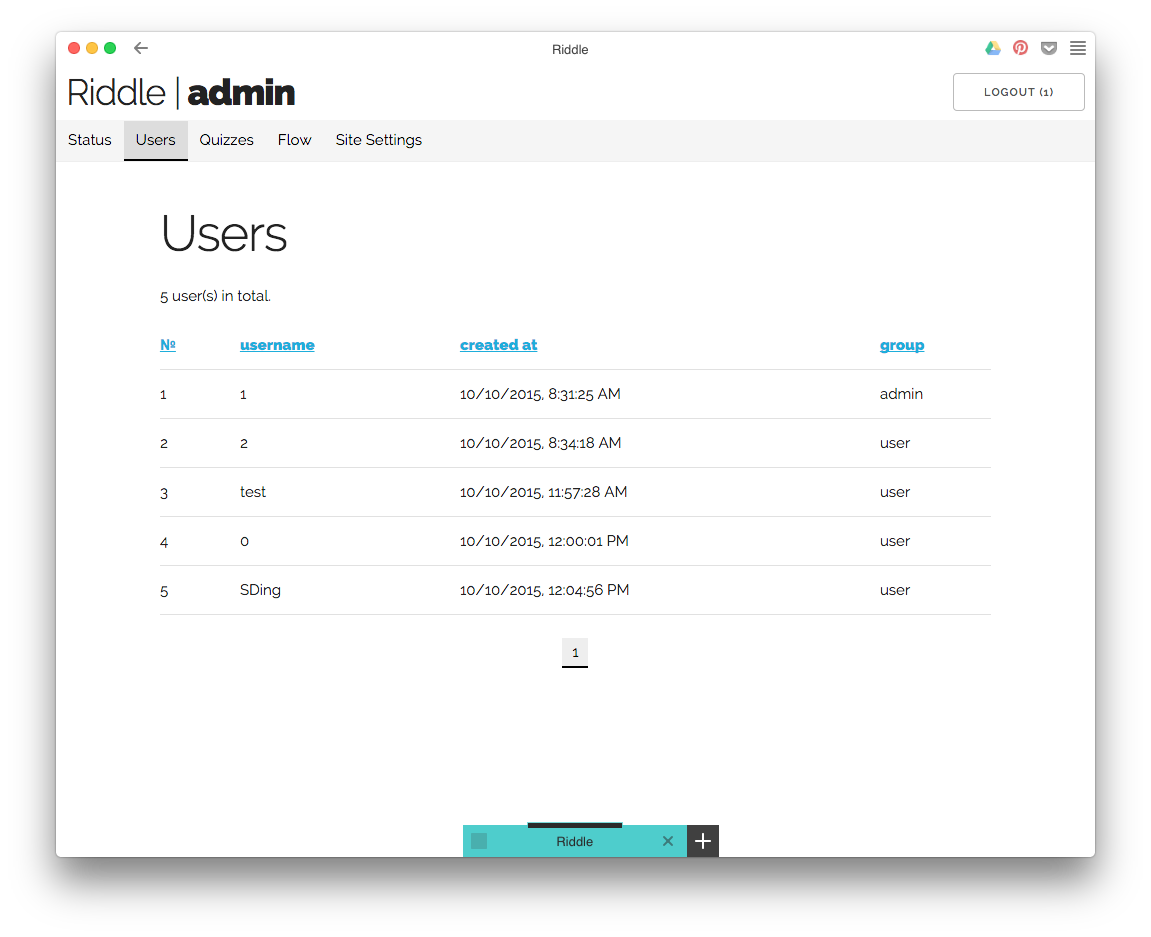 Riddle
Riddle | admin
LOGOUT (1)
Status Users Quizzes Flow Site Settings
Users
5 user(s) in total.
№ username created at group
1 1 10/10/2015, 8:31:25 AM admin
2 2 10/10/2015, 8:34:18 AM user
3 test 10/10/2015, 11:57:28 AM user
4 0 10/10/2015, 12:00:01 PM user
5 SDing 10/10/2015, 12:04:56 PM user
1
Riddle